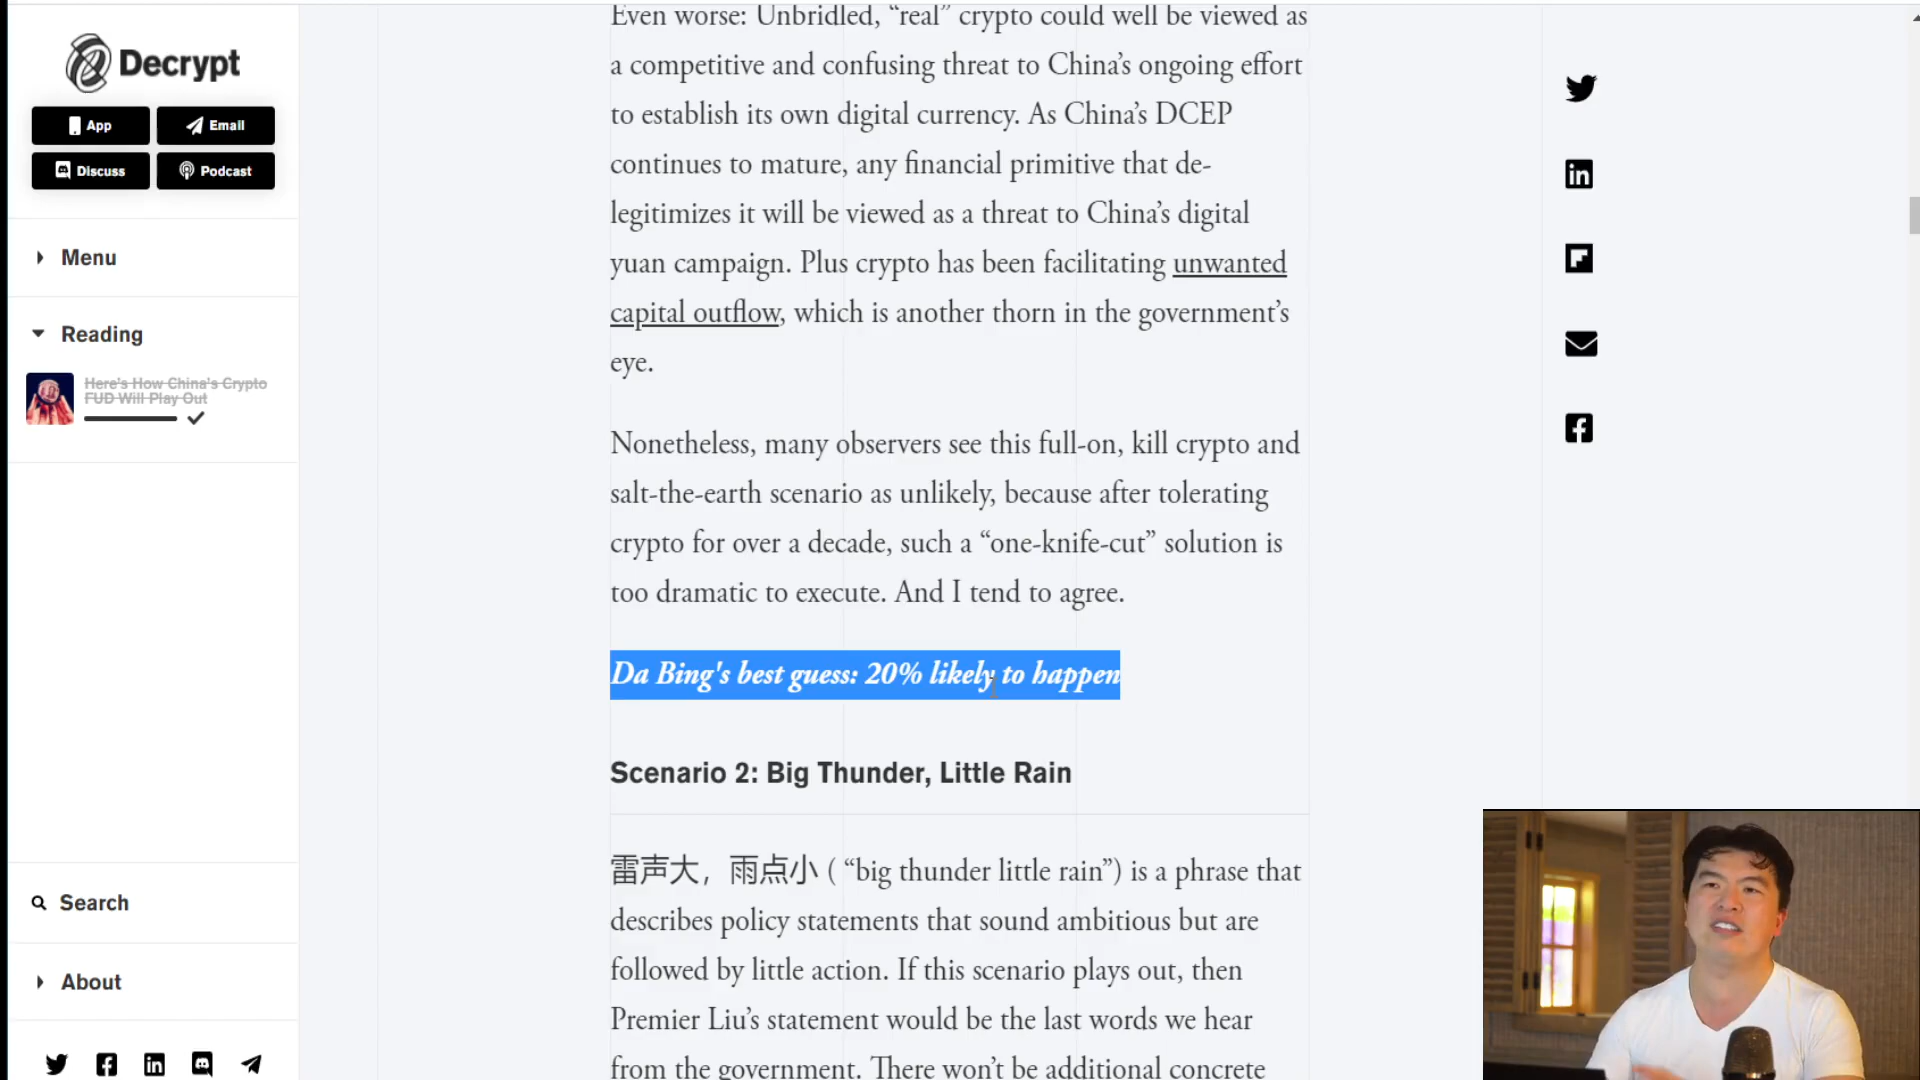 Decrypt
App
Email
Discuss
Podcast
Menu
Reading
Here's How China's Crypto
FUD Will Play Out
Search
About
Even worse: Unbridled, “real” crypto could well be viewed as
a competitive and confusing threat to China’s ongoing effort
to establish its own digital currency. As China’s DCEP
continues to mature, any financial primitive that de-
legitimizes it will be viewed as a threat to China’s digital
yuan campaign. Plus crypto has been facilitating unwanted
capital outflow, which is another thorn in the government’s
eye.
Nonetheless, many observers see this full-on, kill crypto and
salt-the-earth scenario as unlikely, because after tolerating
crypto for over a decade, such a “one-knife-cut” solution is
too dramatic to execute. And I tend to agree.
Da Bing's best guess: 20% likely to happen
Scenario 2: Big Thunder, Little Rain
雷声大，雨点小 ( “big thunder little rain”) is a phrase that
describes policy statements that sound ambitious but are
followed by little action. If this scenario plays out, then
Premier Liu’s statement would be the last words we hear
from the government. There won’t be additional concrete